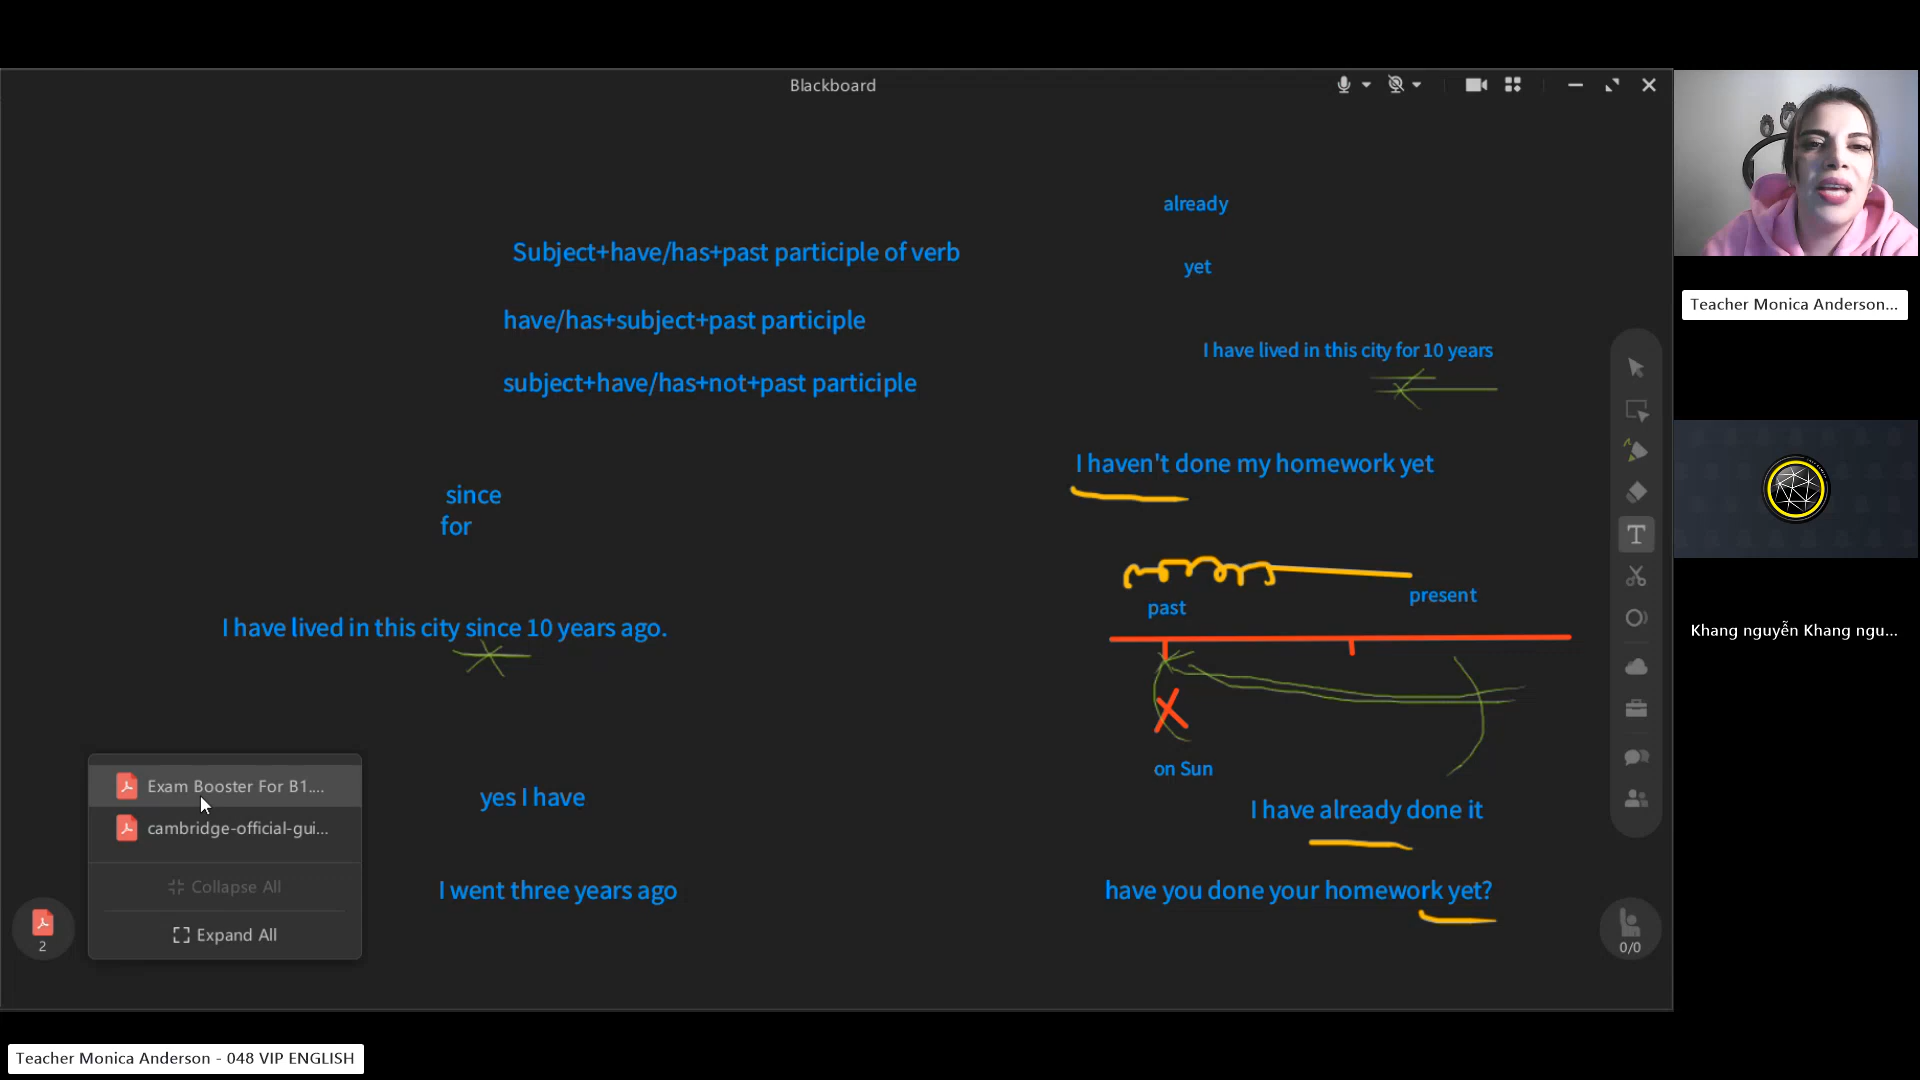 Blackboard
already
Subject+have/has+past participle of verb
yet
have/has+subject+past participle
I have lived in this city for 10 years
subject+have/has+not+past participle
I haven't done my homework yet
since
for
past
present
I have lived in this city since 10 years ago.
on Sun
yes I have
I have already done it
I went three years ago
have you done your homework yet?
Exam Booster For B1....
cambridge-official-gui...
Collapse All
Expand All
2
T
0/0
Teacher Monica Anderson...
Khang nguyễn Khang ngu...
Teacher Monica Anderson - 048 VIP ENGLISH